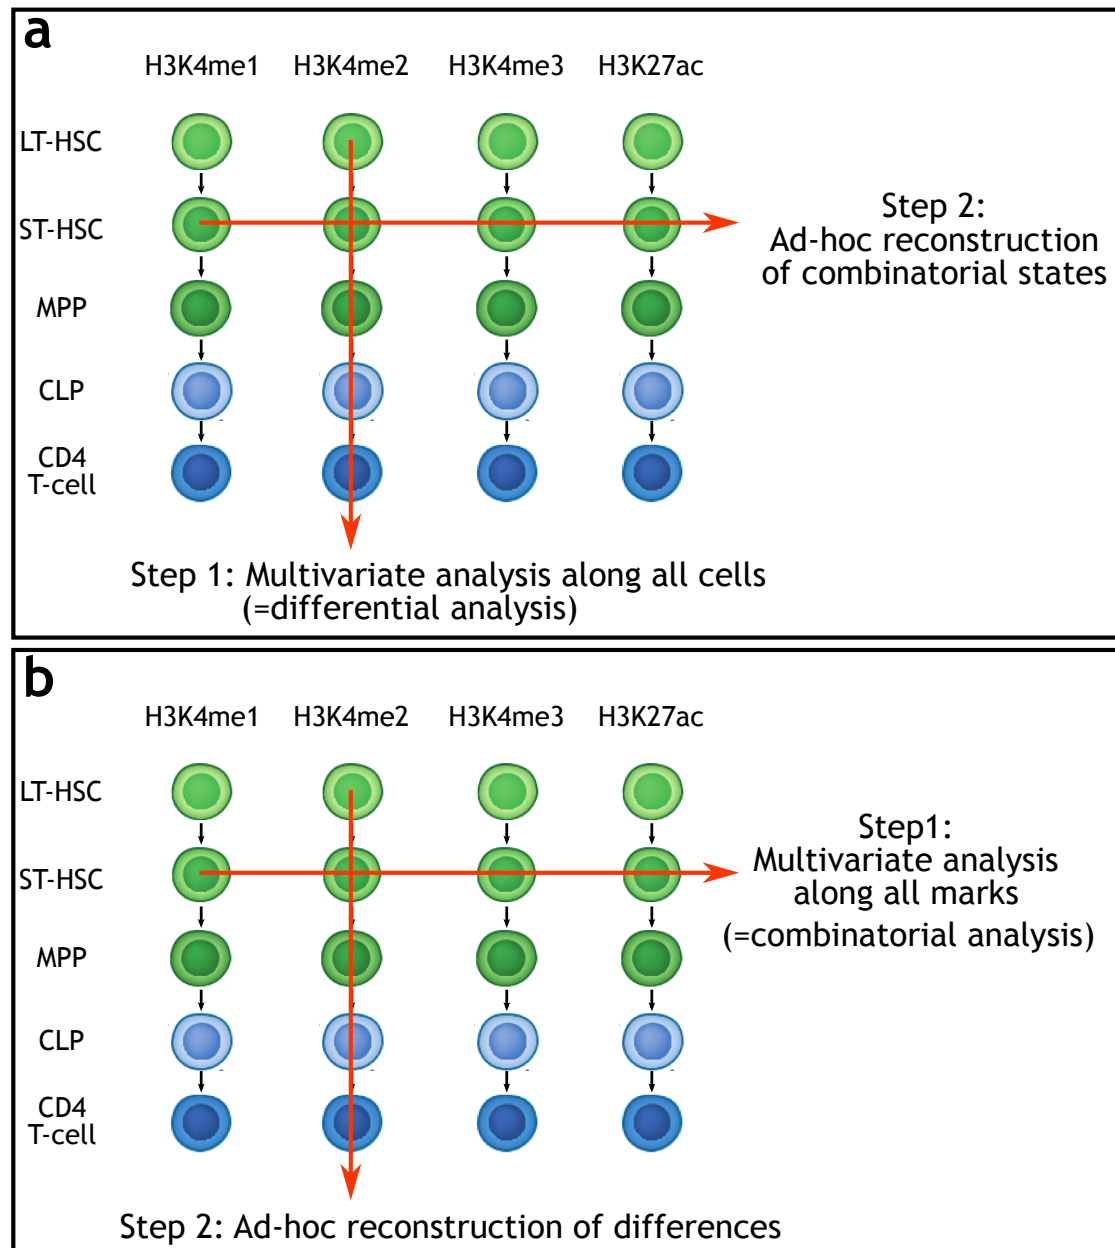 a
H3K4me1 H3K4me2 H3K4me3 H3K27ac
LT-HSC
ST-HSC
MPP
CLP
CD4
T-cell
Step 2:
Ad-hoc reconstruction
of combinatorial states
Step 1: Multivariate analysis along all cells
(=differential analysis)
b
H3K4me1 H3K4me2 H3K4me3 H3K27ac
LT-HSC
ST-HSC
MPP
CLP
CD4
T-cell
Step1:
Multivariate analysis
along all marks
(=combinatorial analysis)
Step 2: Ad-hoc reconstruction of differences